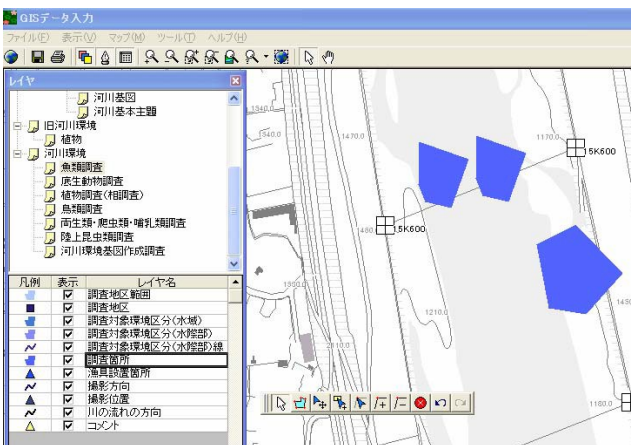 GISデータ入力
ファイル(F) 表示(V) マップ(M) ツール(T) ヘルプ(H)
レイヤ
河川基図
河川基本主題
旧河川環境
植物
河川環境
魚類調査
底生動物調査
植物調査(相調査)
鳥類調査
両生類・爬虫類・哺乳類調査
陸上昆虫類調査
河川環境基図作成調査
凡例 表示 レイヤ名
調査地区範囲
調査地区
調査対象環境区分(水域)
調査対象環境区分(水際部)
調査対象環境区分(水際部)線
調査箇所
漁具設置箇所
撮影方向
撮影位置
川の流れの方向
コメント
1540.0
1540.0
1470.0
1170.0
15K600
1480.0
15K600
1550.0
1210.0
1180.0